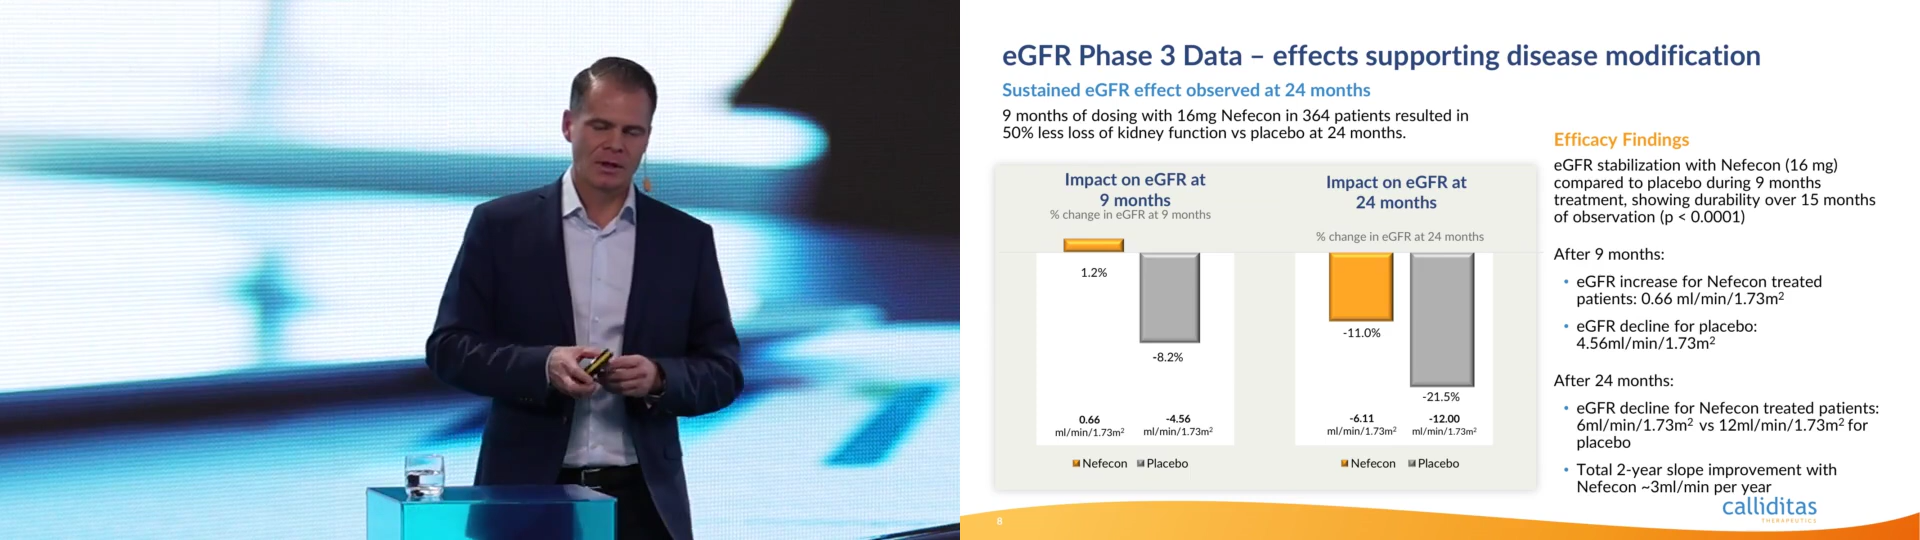 eGFR Phase 3 Data – effects supporting disease modification
Sustained eGFR effect observed at 24 months
9 months of dosing with 16mg Nefecon in 364 patients resulted in
50% less loss of kidney function vs placebo at 24 months.
Impact on eGFR at
9 months
% change in eGFR at 9 months
1.2%
-8.2%
0.66
ml/min/1.73m²
-4.56
ml/min/1.73m²
Nefecon Placebo
Impact on eGFR at
24 months
% change in eGFR at 24 months
-11.0%
-21.5%
-6.11
ml/min/1.73m²
-12.00
ml/min/1.73m²
Nefecon Placebo
Efficacy Findings
eGFR stabilization with Nefecon (16 mg)
compared to placebo during 9 months
treatment, showing durability over 15 months
of observation (p < 0.0001)
After 9 months:
• eGFR increase for Nefecon treated
patients: 0.66 ml/min/1.73m²
• eGFR decline for placebo:
4.56ml/min/1.73m²
After 24 months:
• eGFR decline for Nefecon treated patients:
6ml/min/1.73m² vs 12ml/min/1.73m² for
placebo
• Total 2-year slope improvement with
Nefecon ~3ml/min per year
calliditas
THERAPEUTICS
8